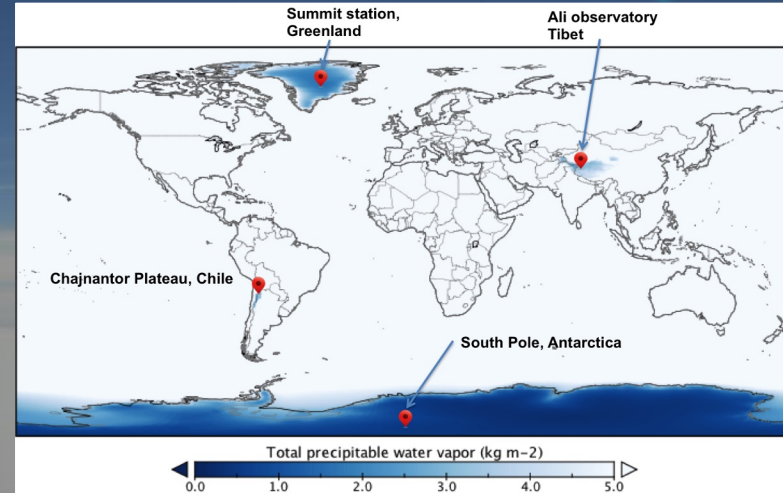 Summit station,
Greenland
Ali observatory
Tibet
Chajnantor Plateau, Chile
South Pole, Antarctica
Total precipitable water vapor (kg m-2)
0.0 1.0 2.0 3.0 4.0 5.0